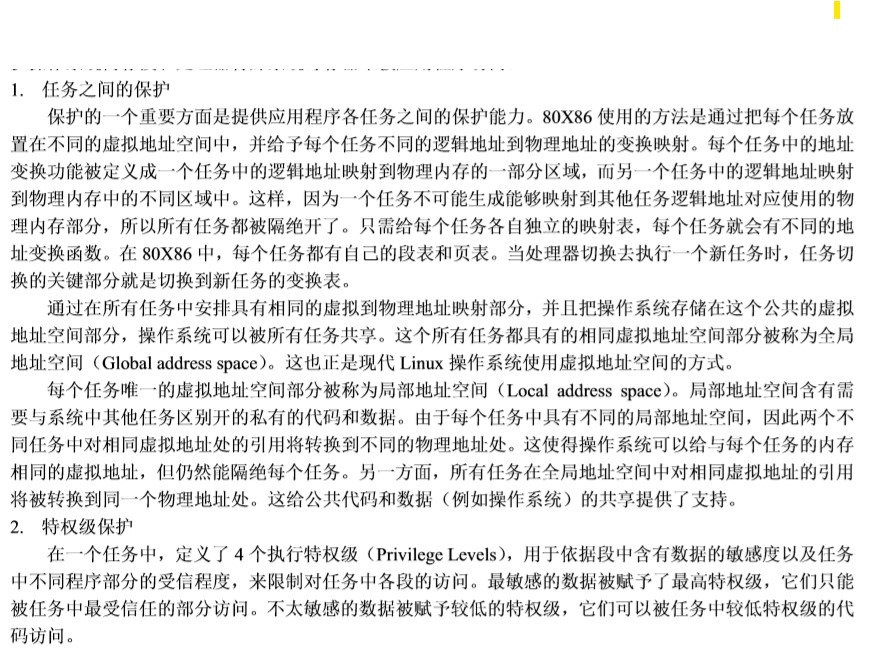 1. 任务之间的保护
保护的一个重要方面是提供应用程序各任务之间的保护能力。80X86 使用的方法是通过把每个任务放
置在不同的虚拟地址空间中，并给予每个任务不同的逻辑地址到物理地址的变换映射。每个任务中的地址
变换功能被定义成一个任务中的逻辑地址映射到物理内存的一部分区域，而另一个任务中的逻辑地址映射
到物理内存中的不同区域中。这样，因为一个任务不可能生成能够映射到其他任务逻辑地址对应使用的物
理内存部分，所以所有任务都被隔绝开了。只需给每个任务各自独立的映射表，每个任务就会有不同的地
址变换函数。在 80X86 中，每个任务都有自己的段表和页表。当处理器切换去执行一个新任务时，任务切
换的关键部分就是切换到新任务的变换表。
通过在所有任务中安排具有相同的虚拟到物理地址映射部分，并且把操作系统存储在这个公共的虚拟
地址空间部分，操作系统可以被所有任务共享。这个所有任务都具有的相同虚拟地址空间部分被称为全局
地址空间（Global address space）。这也正是现代 Linux 操作系统使用虚拟地址空间的方式。
每个任务唯一的虚拟地址空间部分被称为局部地址空间（Local address space）。局部地址空间含有需
要与系统中其他任务区别开的私有的代码和数据。由于每个任务中具有不同的局部地址空间，因此两个不
同任务中对相同虚拟地址处的引用将转换到不同的物理地址处。这使得操作系统可以给与每个任务的内存
相同的虚拟地址，但仍然能隔绝每个任务。另一方面，所有任务在全局地址空间中对相同虚拟地址的引用
将被转换到同一个物理地址处。这给公共代码和数据（例如操作系统）的共享提供了支持。
2. 特权级保护
在一个任务中，定义了 4 个执行特权级（Privilege Levels），用于依据段中含有数据的敏感度以及任务
中不同程序部分的受信程度，来限制对任务中各段的访问。最敏感的数据被赋予了最高特权级，它们只能
被任务中最受信任的部分访问。不太敏感的数据被赋予较低的特权级，它们可以被任务中较低特权级的代
码访问。